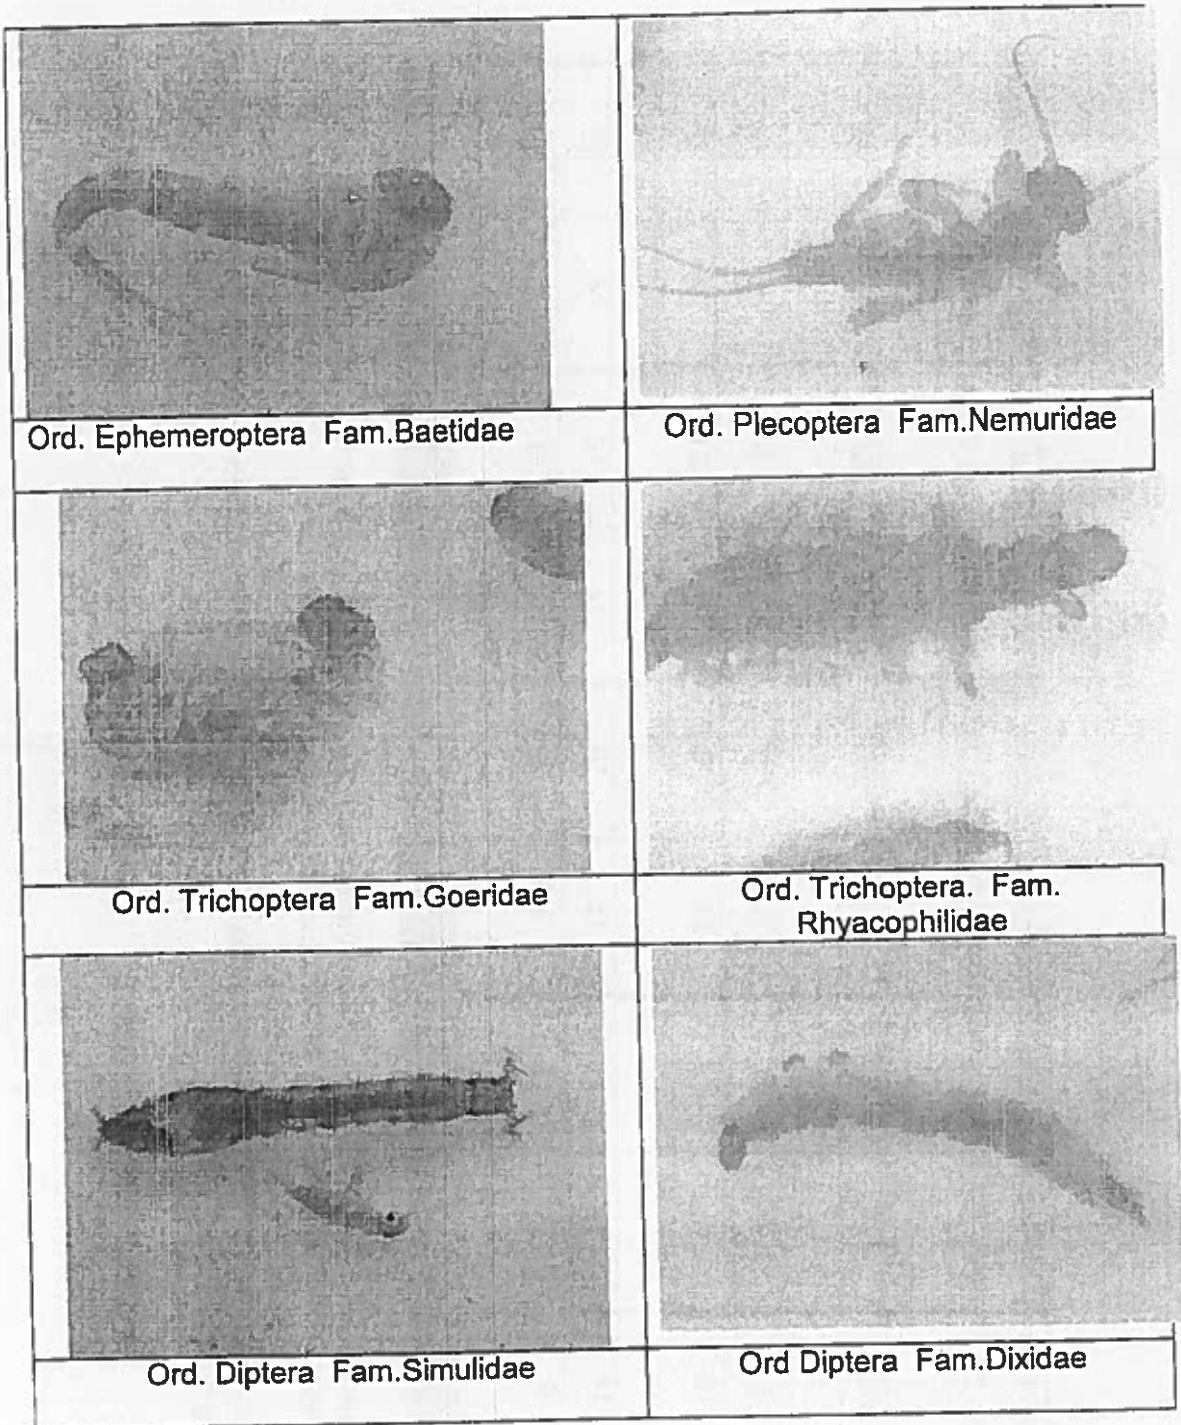 Ord. Ephemeroptera Fam.Baetidae
Ord. Plecoptera Fam.Nemuridae
Ord. Trichoptera Fam.Goeridae
Ord. Trichoptera. Fam.
Rhyacophilidae
Ord. Diptera Fam.Simulidae
Ord Diptera Fam.Dixidae